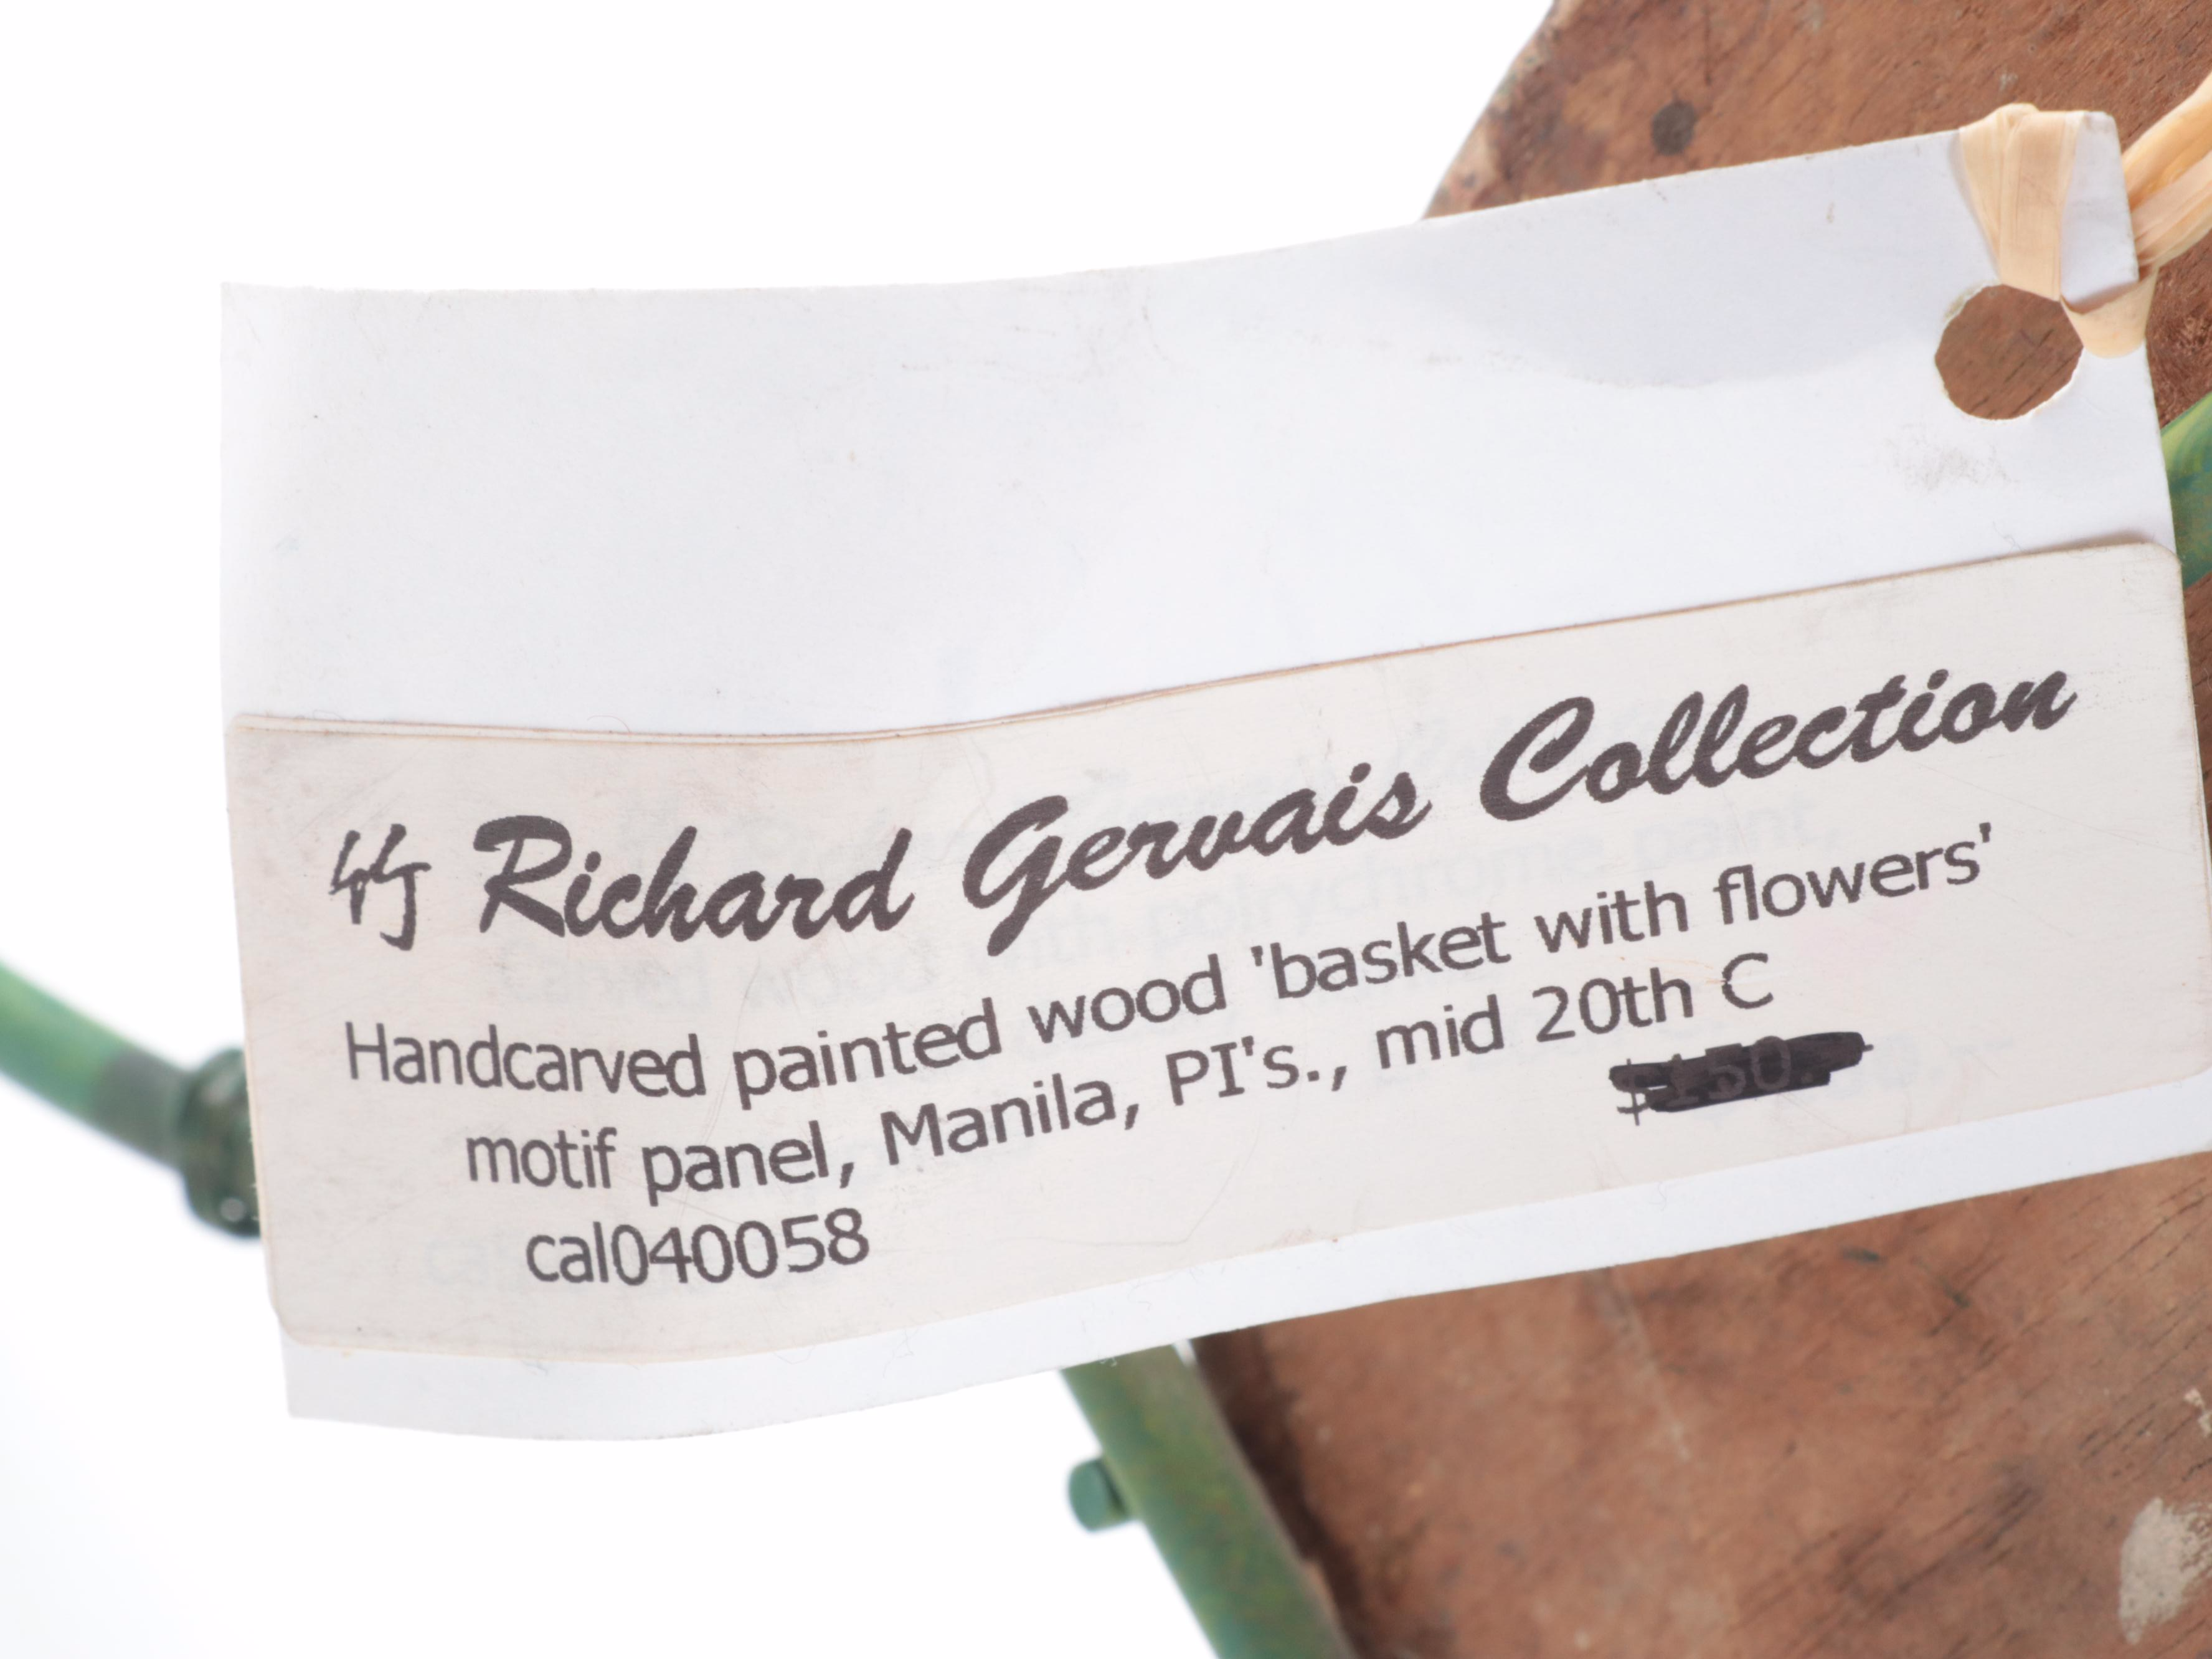 Richard Gervais Collection
Handcarved painted wood 'basket with flowers'
motif panel, Manila, PI's., mid 20th C
cal040058